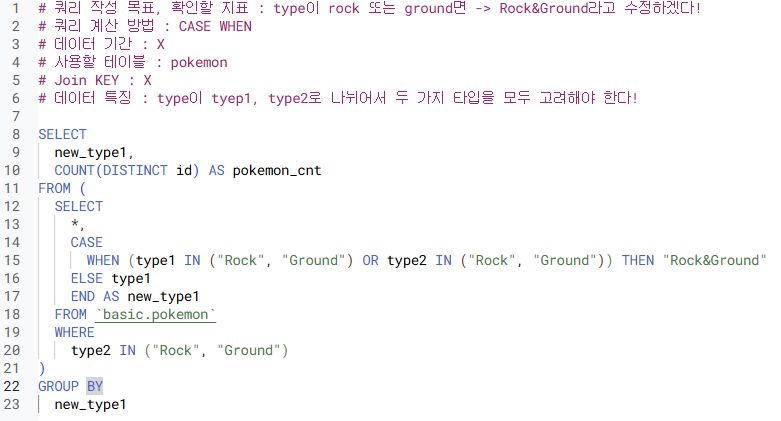 1 # 쿼리 작성 목표, 확인할 지표 : type이 rock 또는 ground면 -> Rock&Ground라고 수정하겠다!
2 # 쿼리 계산 방법 : CASE WHEN
3 # 데이터 기간 : X
4 # 사용할 테이블 : pokemon
5 # Join KEY : X
6 # 데이터 특징 : type이 tyep1, type2로 나뉘어서 두 가지 타입을 모두 고려해야 한다!
7
8 SELECT
9 new_type1,
10 COUNT(DISTINCT id) AS pokemon_cnt
11 FROM (
12 SELECT
13 *,
14 CASE
15 WHEN (type1 IN ("Rock", "Ground") OR type2 IN ("Rock", "Ground")) THEN "Rock&Ground"
16 ELSE type1
17 END AS new_type1
18 FROM `basic.pokemon`
19 WHERE
20 type2 IN ("Rock", "Ground")
21 )
22 GROUP BY
23 new_type1